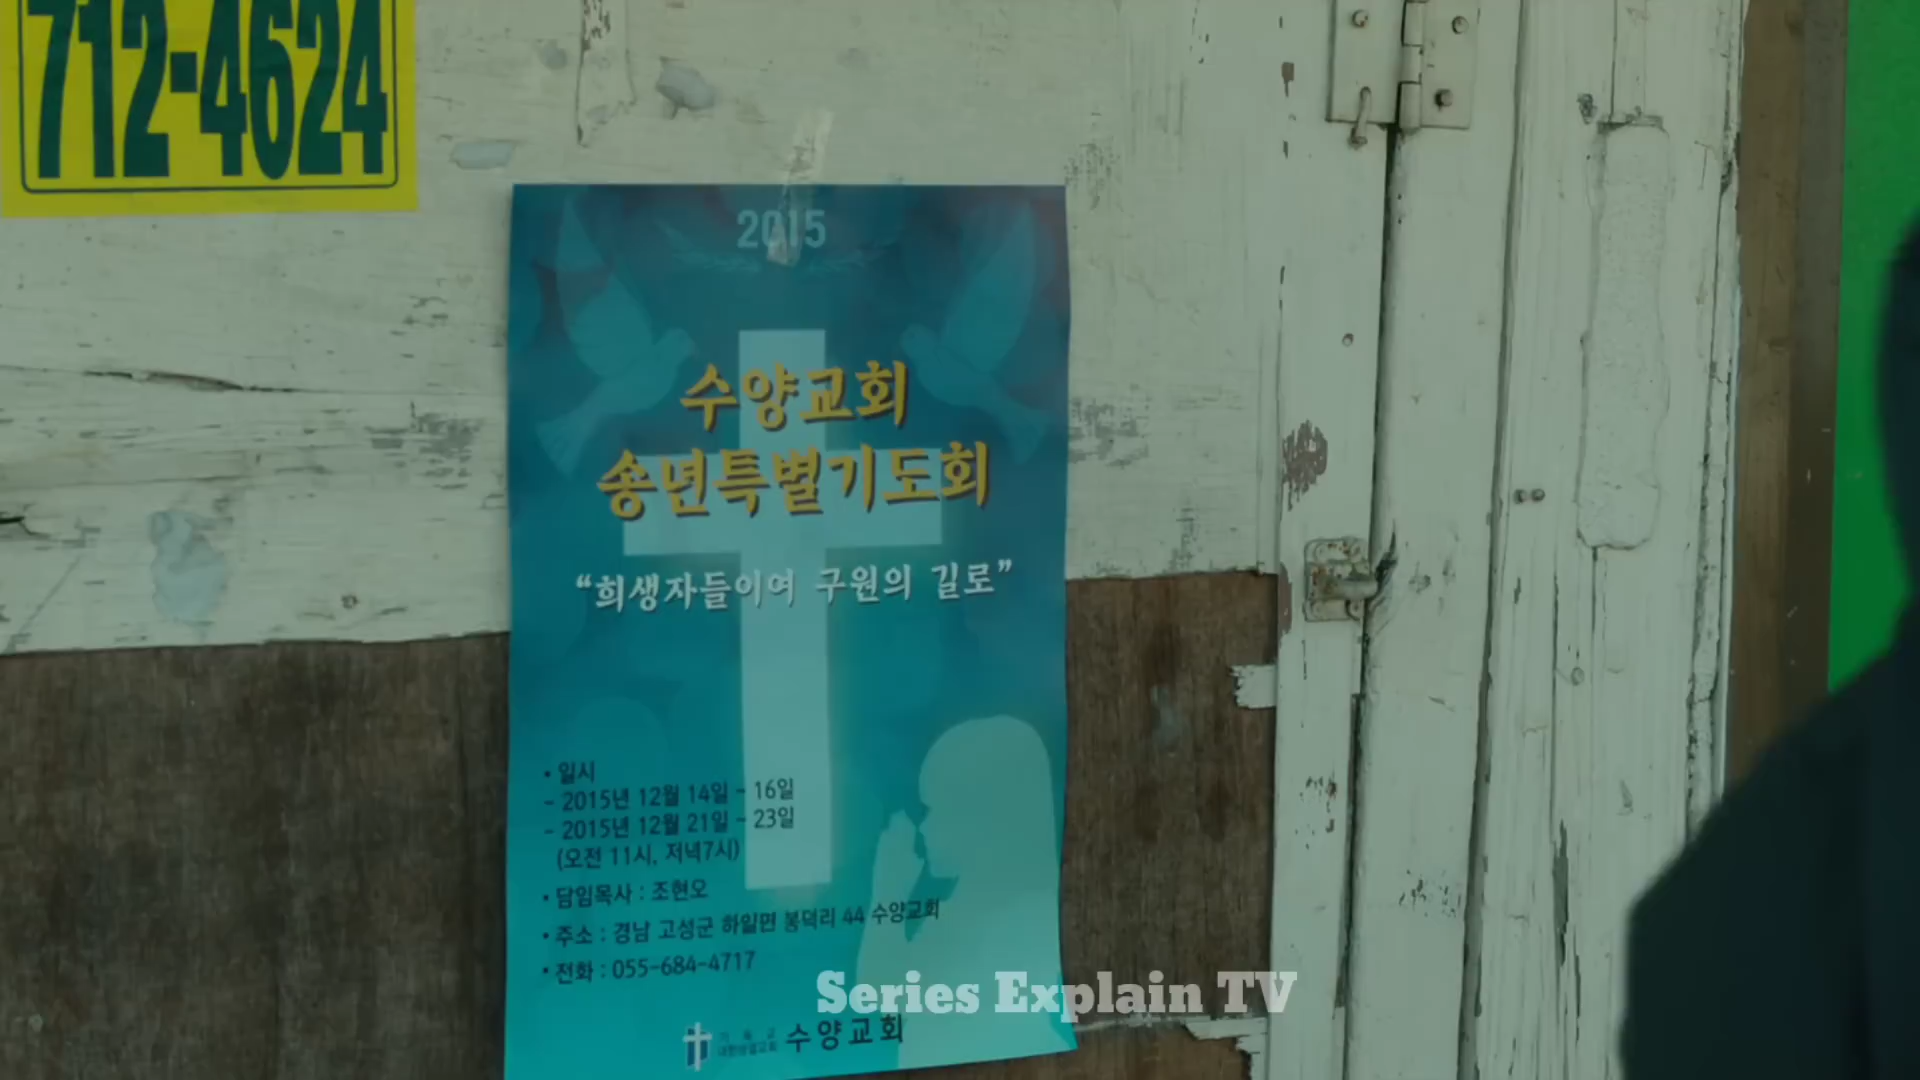 712-4624
2015
수양교회
송년특별기도회
“희생자들이여 구원의 길로”
• 일시
- 2015년 12월 14일 ~ 16일
- 2015년 12월 21일 ~ 23일
(오전 11시, 저녁7시)
• 담임목사 : 조현오
• 주소 : 경남 고성군 하일면 봉덕리 44 수양교회
• 전화 : 055-684-4717
Series Explain TV
수양교회